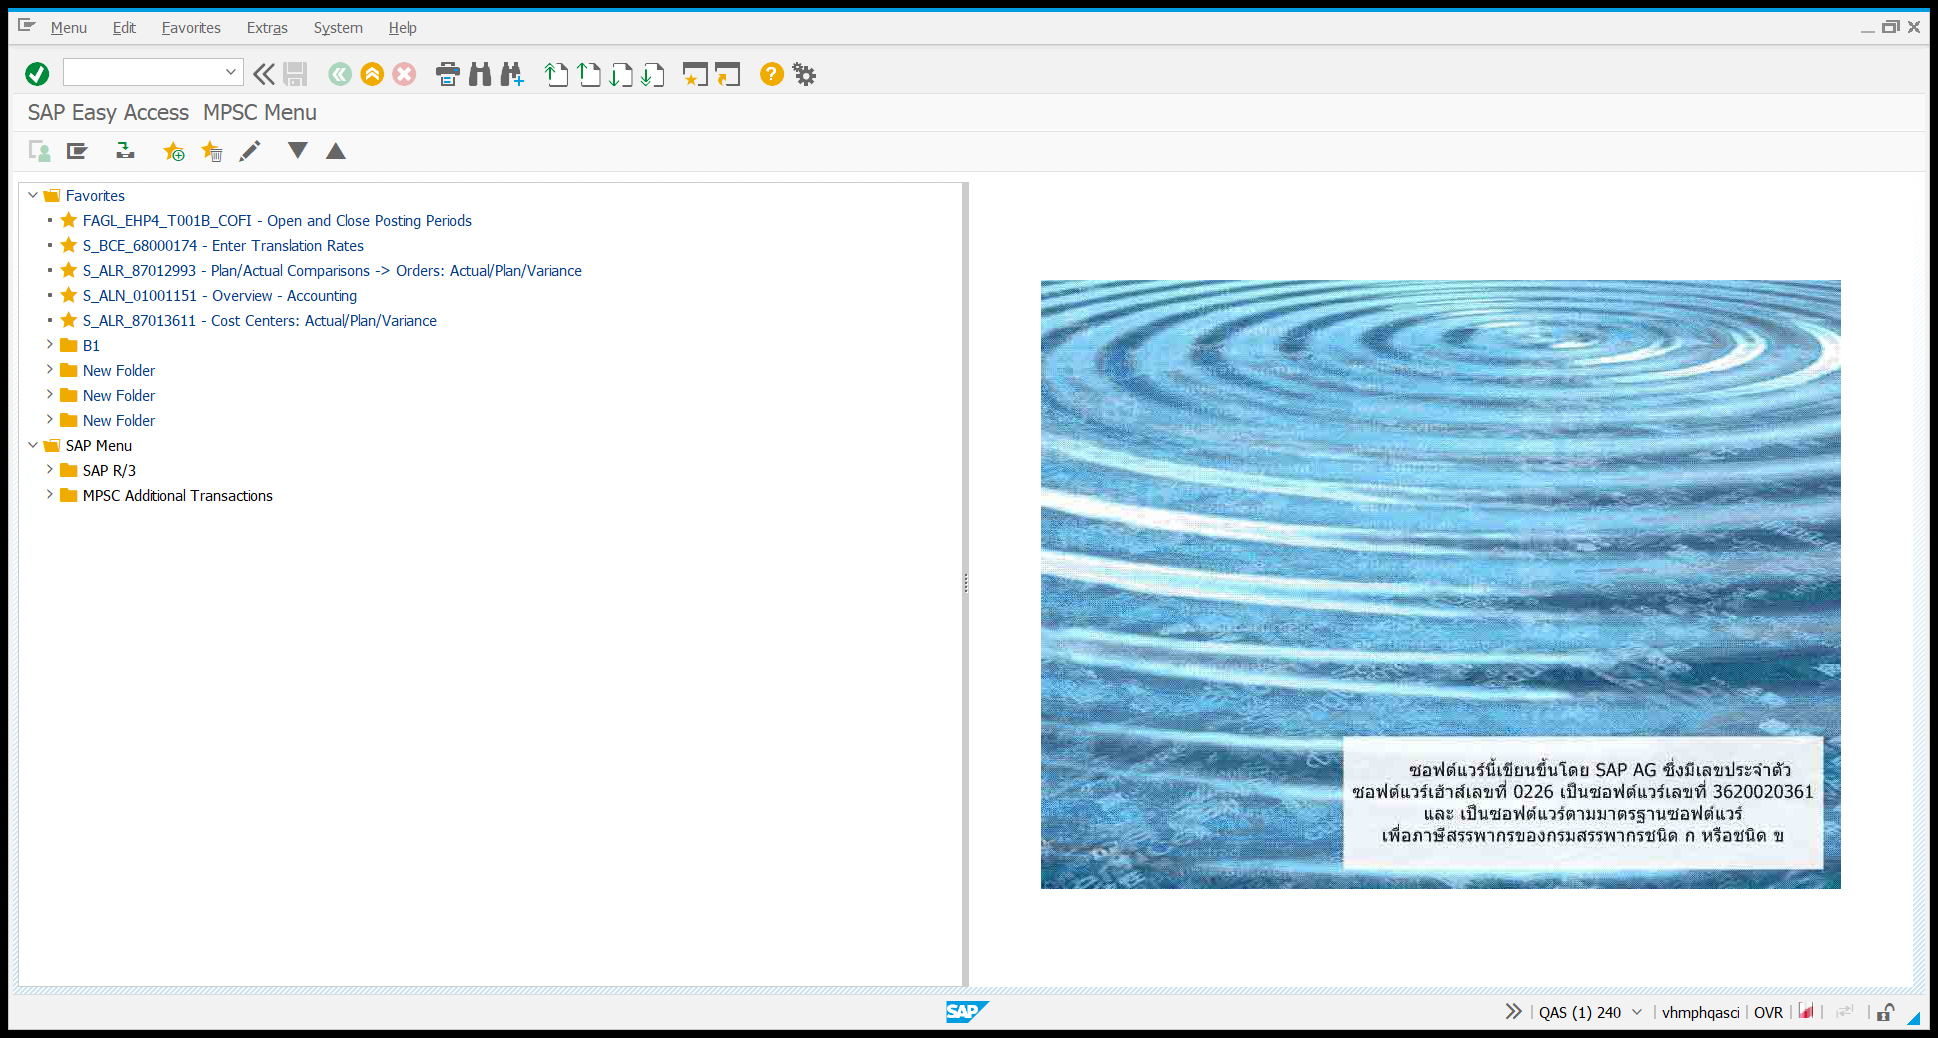 Menu Edit Favorites Extras System Help
SAP Easy Access MPSC Menu
Favorites
FAGL_EHP4_T001B_COFI - Open and Close Posting Periods
S_BCE_68000174 - Enter Translation Rates
S_ALR_87012993 - Plan/Actual Comparisons -> Orders: Actual/Plan/Variance
S_ALN_01001151 - Overview - Accounting
S_ALR_87013611 - Cost Centers: Actual/Plan/Variance
B1
New Folder
New Folder
New Folder
SAP Menu
SAP R/3
MPSC Additional Transactions
ซอฟต์แวร์นี้เขียนขึ้นโดย SAP AG ซึ่งมีเลขประจำตัว
ซอฟต์แวร์เฮ้าส์เลขที่ 0226 เป็นซอฟต์แวร์เลขที่ 3620020361
และ เป็นซอฟต์แวร์ตามมาตรฐานซอฟต์แวร์
เพื่อภาษีสรรพากรของกรมสรรพากรชนิด ก หรือชนิด ข
SAP
QAS (1) 240 vhmphqasci OVR